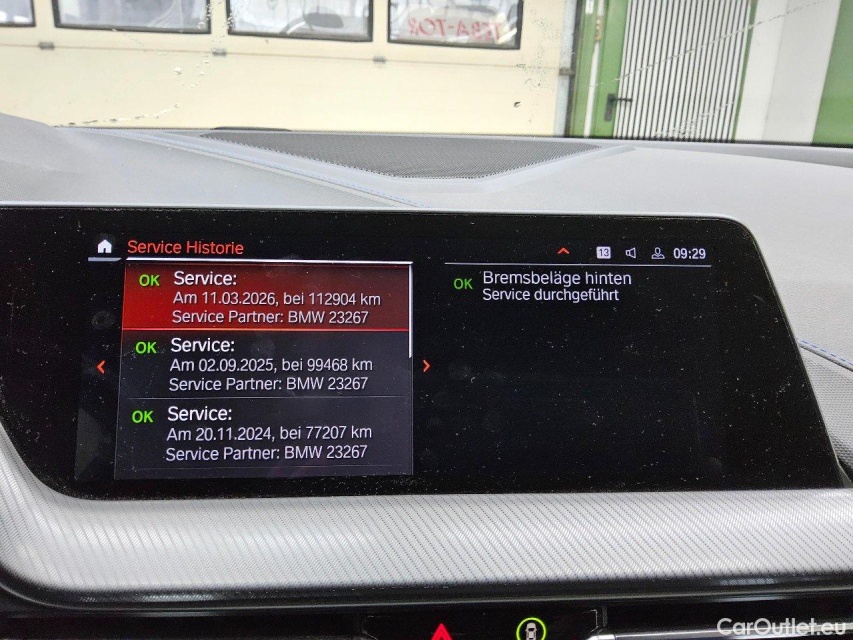 Service Historie
13
09:29
OK Service:
Am 11.03.2026, bei 112904 km
Service Partner: BMW 23267
OK Service:
Am 02.09.2025, bei 99468 km
Service Partner: BMW 23267
OK Service:
Am 20.11.2024, bei 77207 km
Service Partner: BMW 23267
OK Bremsbeläge hinten
Service durchgeführt
CarOutlet.eu